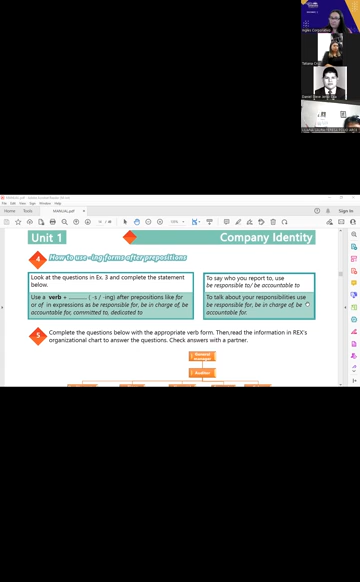 Inglés Corporativo
Home Tools MANUAL.pdf Sign In
Unit 1 Company Identity
4 How to use -ing forms after prepositions
Look at the questions in Ex. 3 and complete the statement
below.
Use a verb + ........... ( -s / -ing) after prepositions like for
or of in expressions as be responsible for, be in charge of, be
accountable for, committed to, dedicated to
To say who you report to, use
be responsible to/ be accountable to
To talk about your responsibilities use
be responsible for, be in charge of, be
accountable for.
5 Complete the questions below with the appropriate verb form. Then,read the information in REX's
organizational chart to answer the questions. Check answers with a partner.
General
manager
Auditor